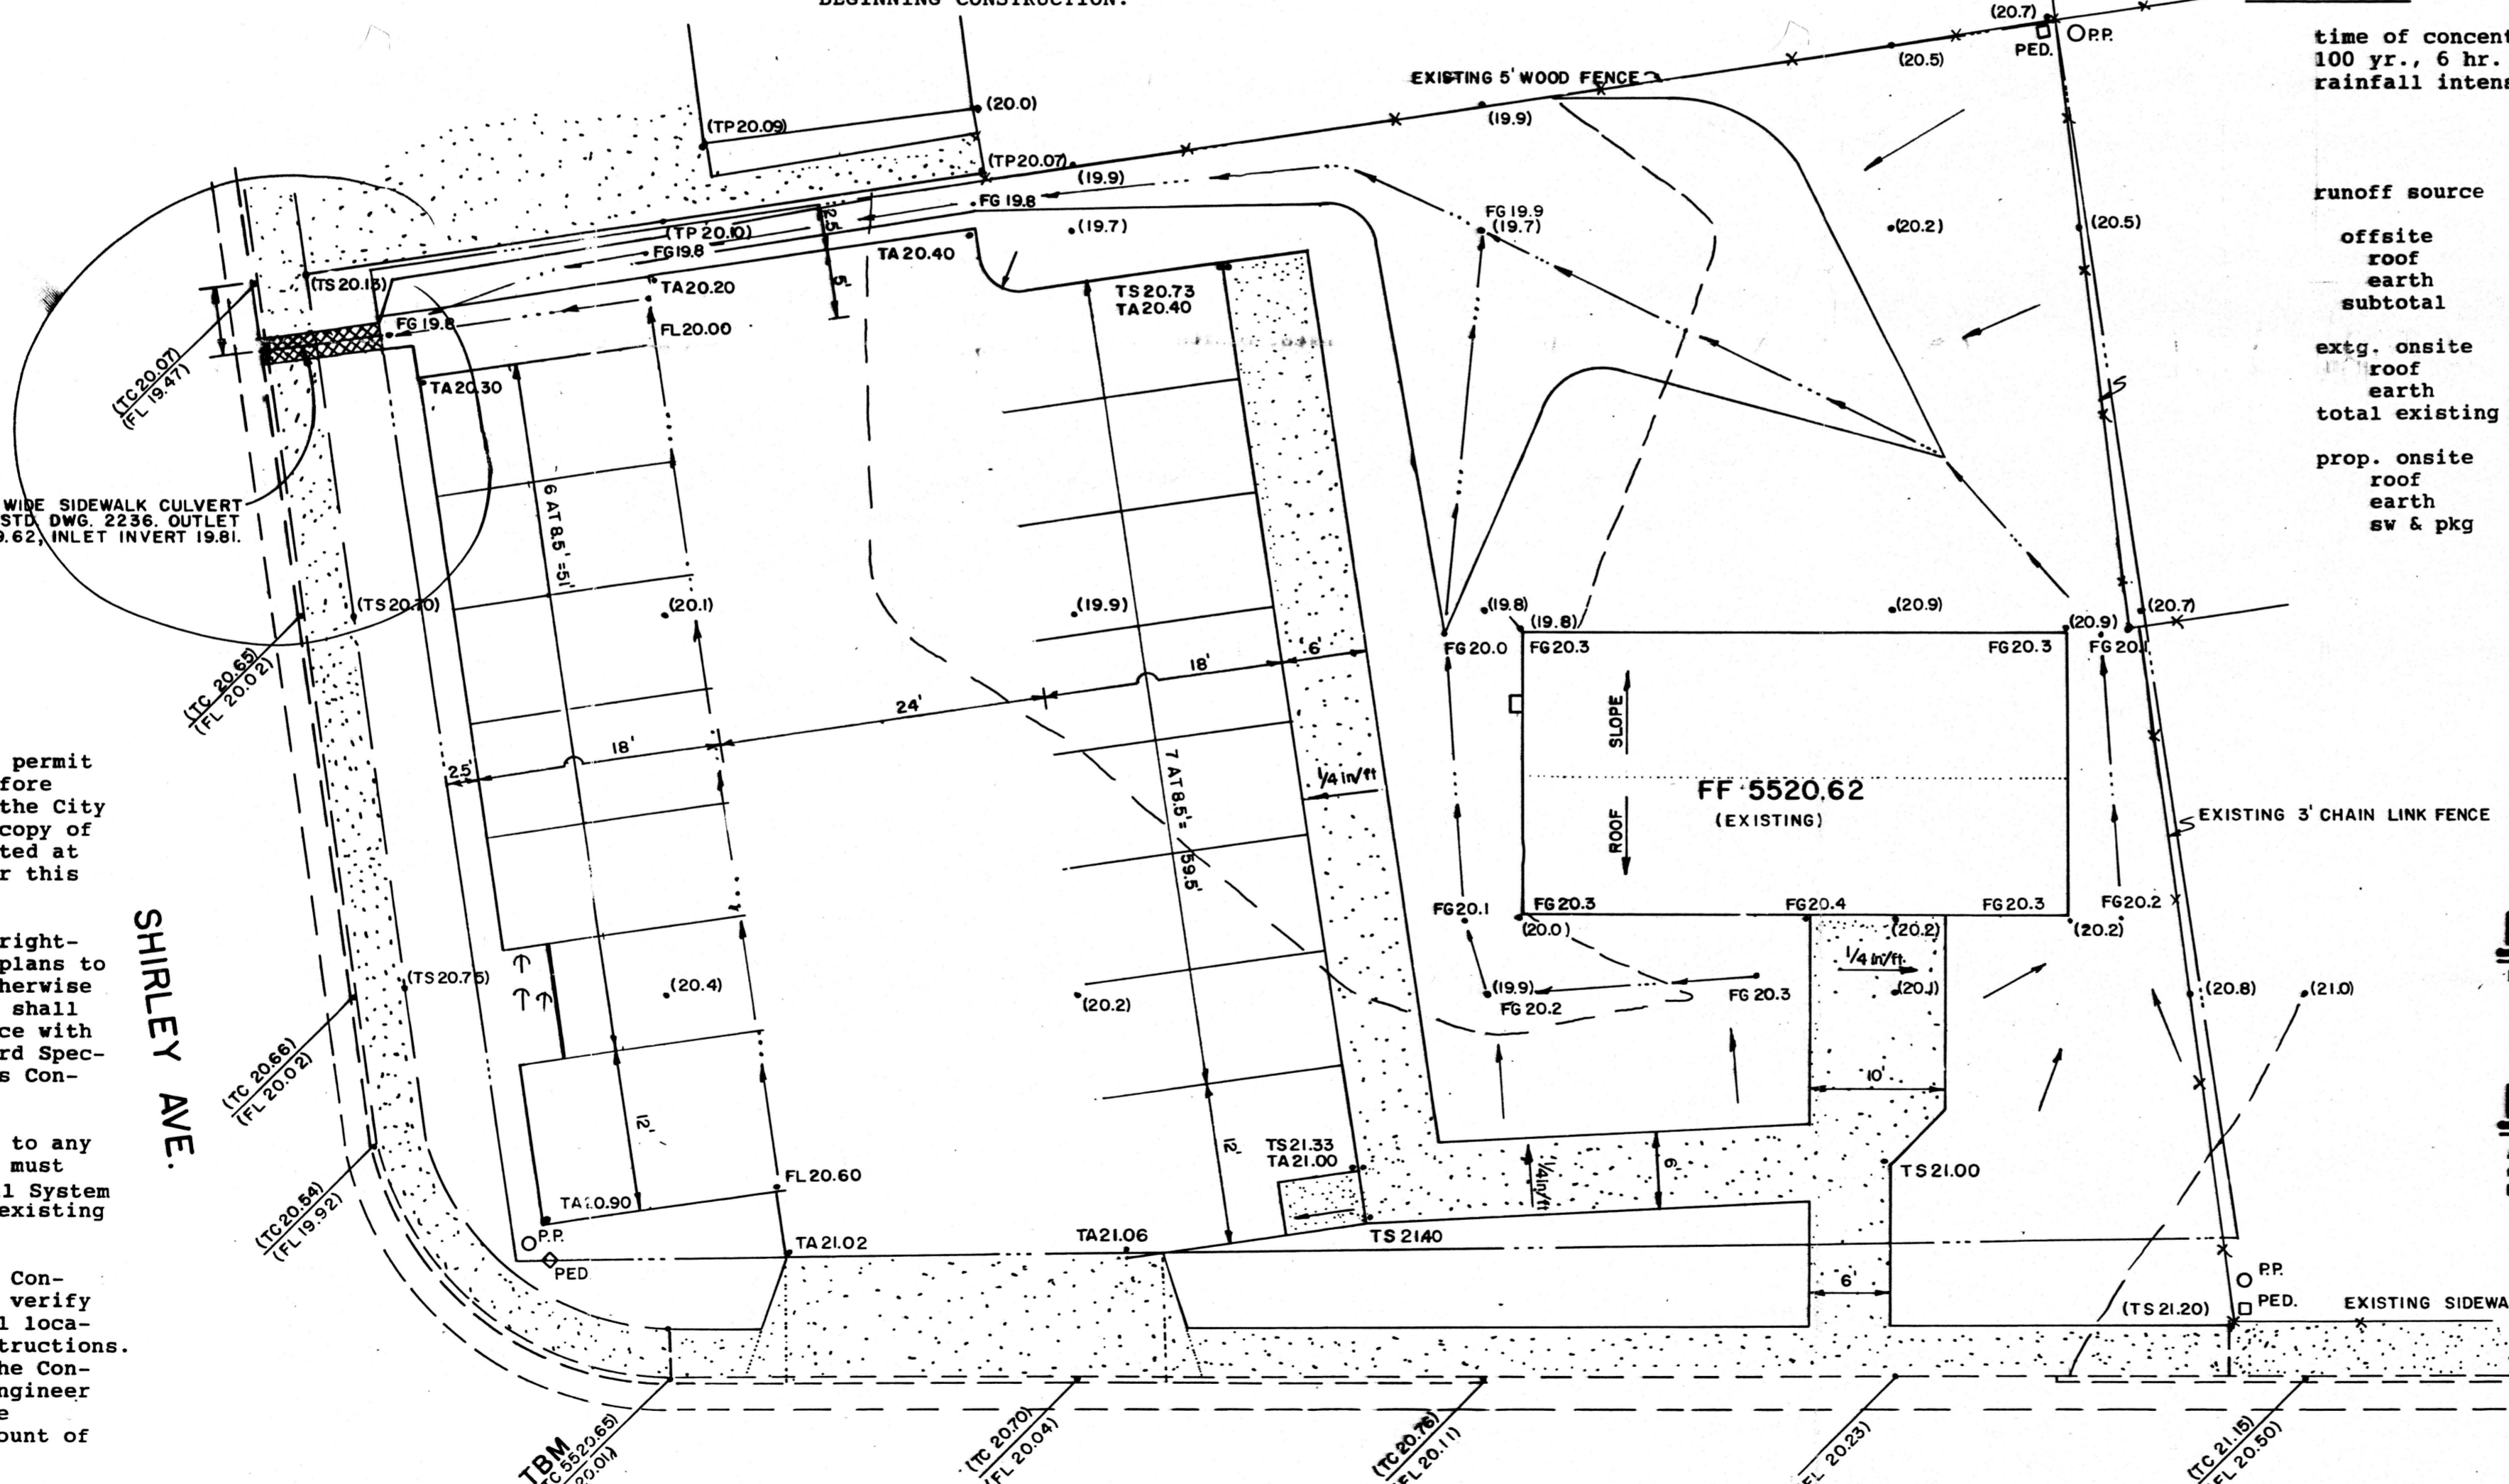 BEGINNING CONSTRUCTION.
time of concent
100 yr., 6 hr.
rainfall intens
runoff source
offsite
roof
earth
subtotal
extg. onsite
roof
earth
total existing
prop. onsite
roof
earth
sw & pkg
(20.7)
PED.
P.P.
(20.5)
EXISTING 5' WOOD FENCE
(19.9)
(20.0)
(TP 20.09)
(TP 20.07)
(19.9)
FG 19.8
(19.7)
FG 19.9
(19.7)
(20.2)
(20.5)
(TP 20.10)
FG 19.8
2.5'
5'
TA 20.40
(TS 20.13)
TA 20.20
TS 20.73
TA 20.40
FG 19.8
FL 20.00
(TC 20.07)
(FL 19.47)
TA 20.30
WIDE SIDEWALK CULVERT
STD. DWG. 2236. OUTLET
9.62, INLET INVERT 19.81.
6 AT 8.5' = 51'
(TS 20.70)
(20.1)
(19.9)
(19.8)
(19.8)
(20.9)
(20.9)
(20.7)
FG 20.0
FG 20.3
FG 20.3
FG 20.1
(TC 20.65)
(FL 20.02)
18'
.6'
24'
18'
2.5'
SLOPE
ROOF
7 AT 8.5' = 59.5'
1/4 in/ft
FF 5520.62
(EXISTING)
EXISTING 3' CHAIN LINK FENCE
permit
fore
the City
copy of
ted at
r this
right-
plans to
herwise
shall
ce with
rd Spec-
s Con-
to any
must
l System
existing
Con-
verify
l loca-
tructions.
he Con-
ngineer
e
ount of
SHIRLEY AVE.
FG 20.1
FG 20.3
FG 20.4
FG 20.3
FG 20.2
(20.0)
(20.2)
(20.2)
1/4 in/ft.
(TS 20.75)
(20.4)
(20.2)
(19.9)
FG 20.2
FG 20.3
(20.1)
(20.8)
(21.0)
(TC 20.66)
(FL 20.02)
10'
12'
12'
TS 21.33
TA 21.00
1/4 in/ft
6'
TS 21.00
FL 20.60
TA 20.90
(TC 20.54)
(FL 19.92)
P.P.
PED
TA 21.02
TA 21.06
TS 21.40
6'
P.P.
PED.
(TS 21.20)
EXISTING SIDEWA
TBM
TC 5520.65)
20.01)
(TC 20.70)
(FL 20.04)
(TC 20.76)
FL 20.11)
FL 20.23)
(TC 21.15)
FL 20.50)